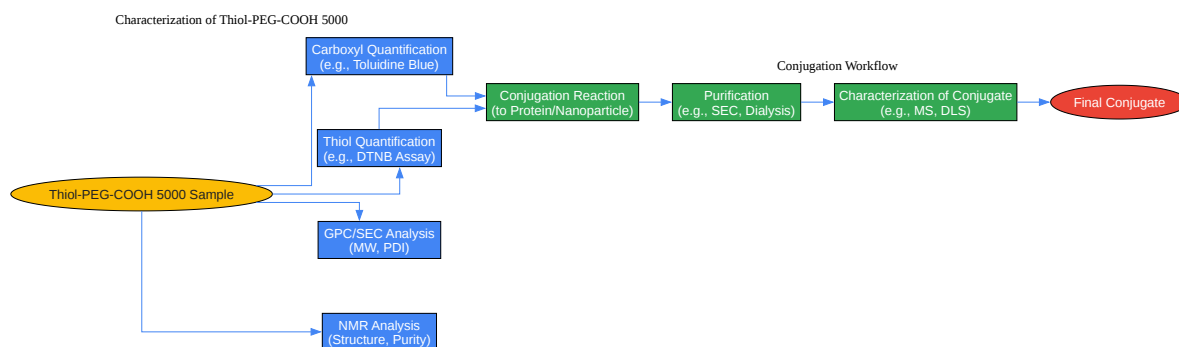 Characterization of Thiol-PEG-COOH 5000
Carboxyl Quantification
(e.g., Toluidine Blue)
Conjugation Workflow
Conjugation Reaction
(to Protein/Nanoparticle)
Purification
(e.g., SEC, Dialysis)
Characterization of Conjugate
(e.g., MS, DLS)
Final Conjugate
Thiol Quantification
(e.g., DTNB Assay)
Thiol-PEG-COOH 5000 Sample
GPC/SEC Analysis
(MW, PDI)
NMR Analysis
(Structure, Purity)